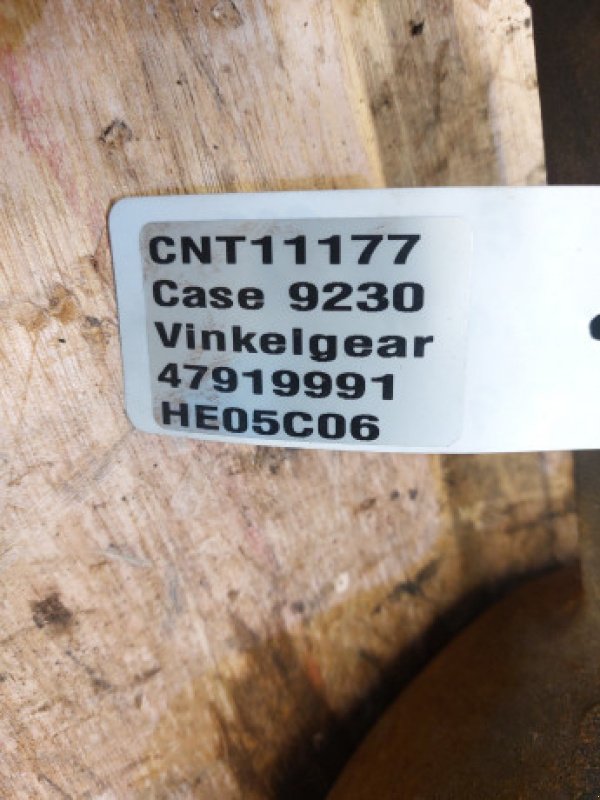 CNT11177
Case 9230
Vinkelgear
47919991
HE05C06